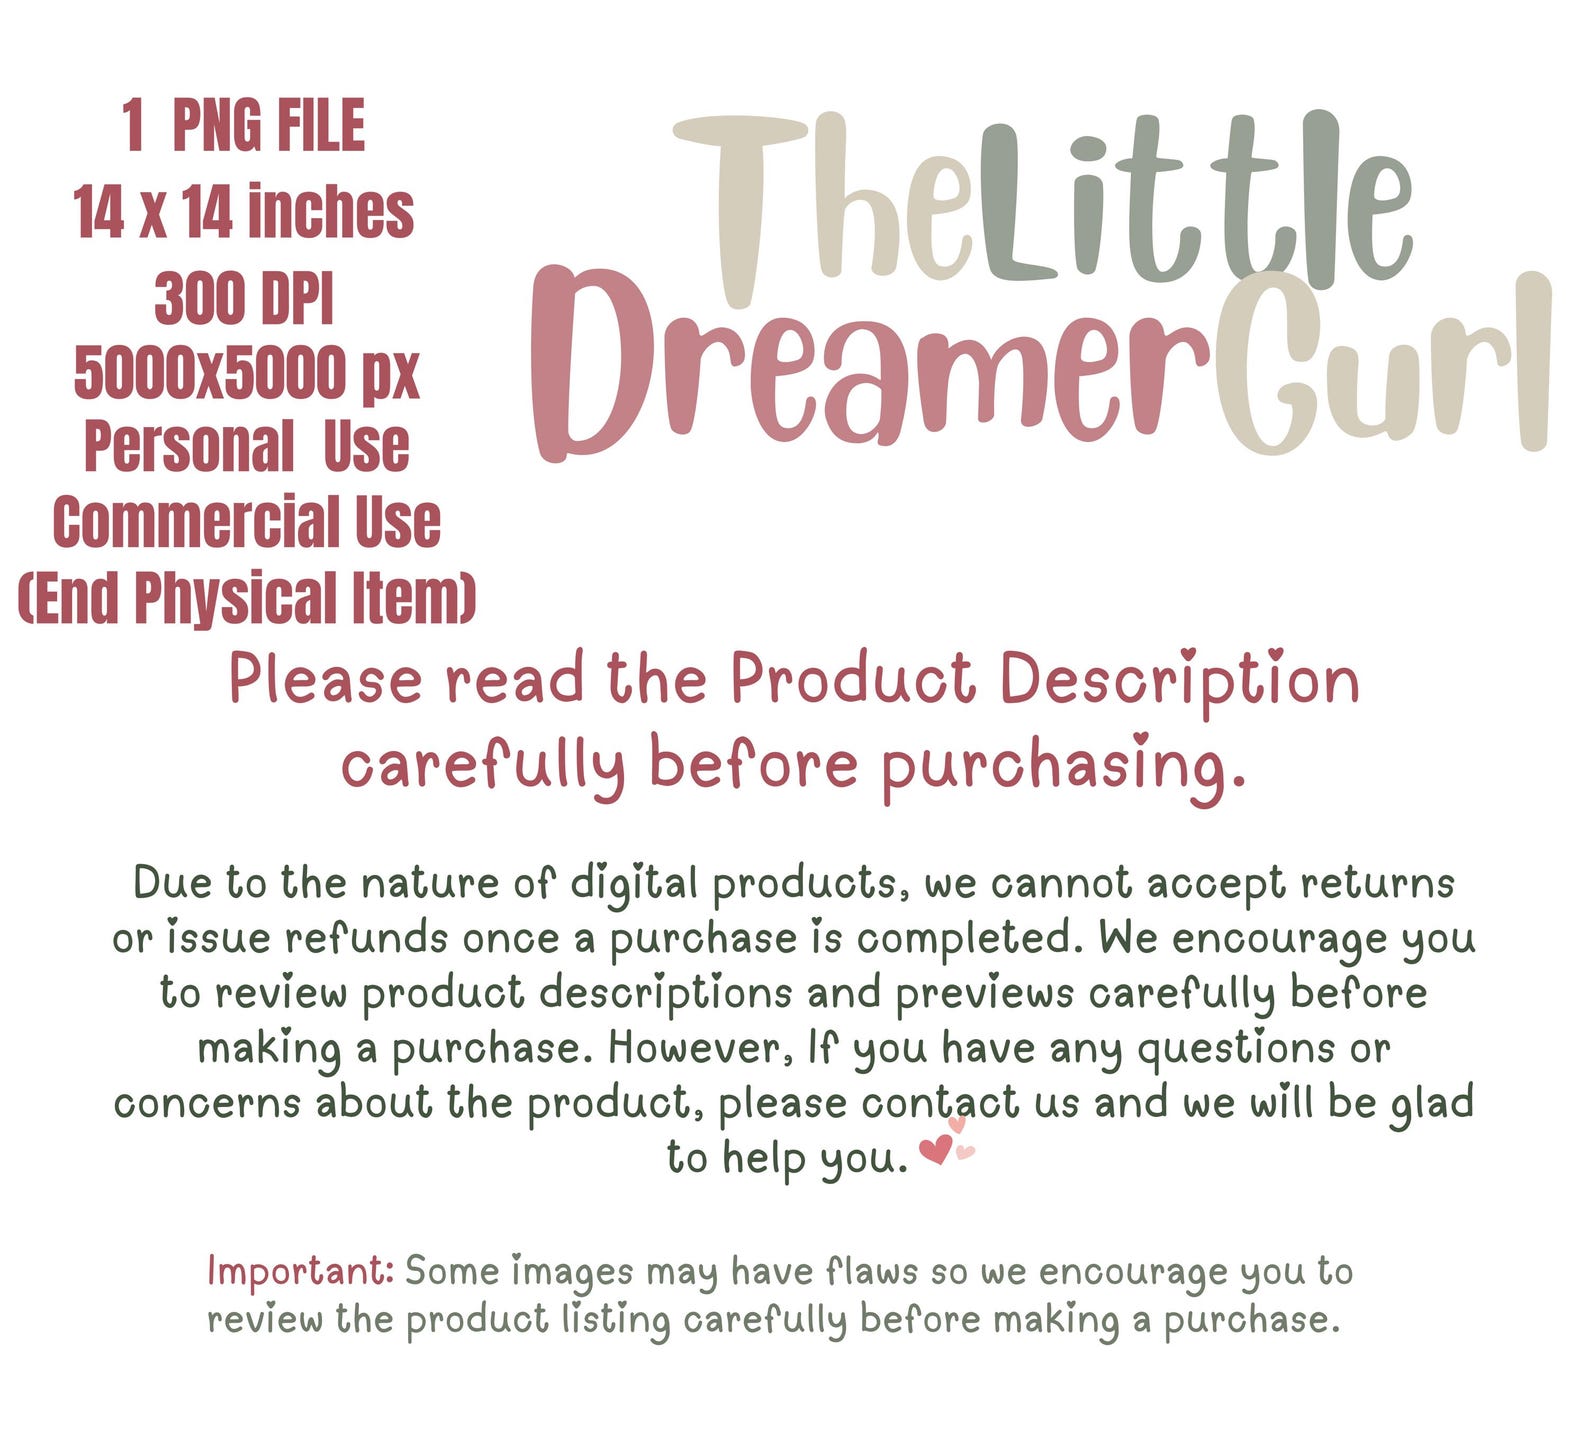 1 PNG FILE
14 x 14 inches
300 DPI
5000x5000 px
Personal Use
Commercial Use
(End Physical Item)
TheLittle
DreamerGurl
Please read the Product Description
carefully before purchasing.
Due to the nature of digital products, we cannot accept returns
or issue refunds once a purchase is completed. We encourage you
to review product descriptions and previews carefully before
making a purchase. However, If you have any questions or
concerns about the product, please contact us and we will be glad
to help you.
Important: Some images may have flaws so we encourage you to
review the product listing carefully before making a purchase.